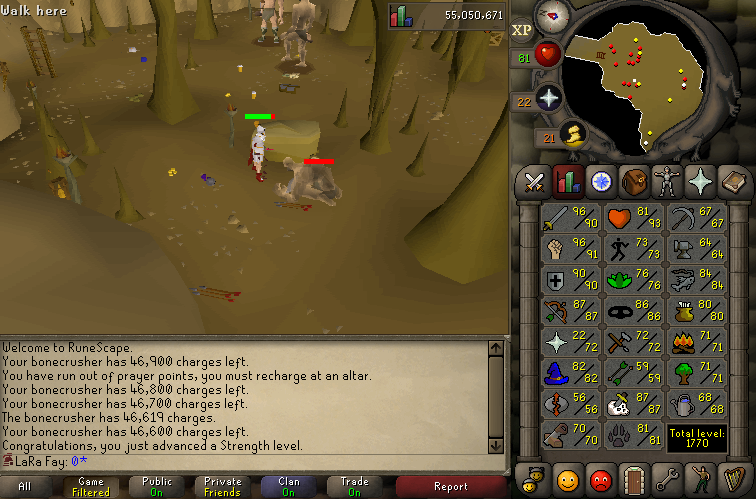 Walk here
55,050,671
XP
81
22
21
96/90 81/93 67/67
96/91 73/73 64/64
90/90 76/76 84/84
87/87 86/86 80/80
22/72 72/72 71/71
82/82 59/59 71/71
56/56 87/87 68/68
70/70 81/81 Total level:
1770
Welcome to RuneScape.
Your bonecrusher has 46,900 charges left.
You have run out of prayer points, you must recharge at an altar.
Your bonecrusher has 46,800 charges left.
Your bonecrusher has 46,700 charges left.
The bonecrusher has 46,619 charges.
Your bonecrusher has 46,600 charges left.
Congratulations, you just advanced a Strength level.
LaRa Fay: 0*
All Game Filtered Public On Private Friends Clan On Trade On Report